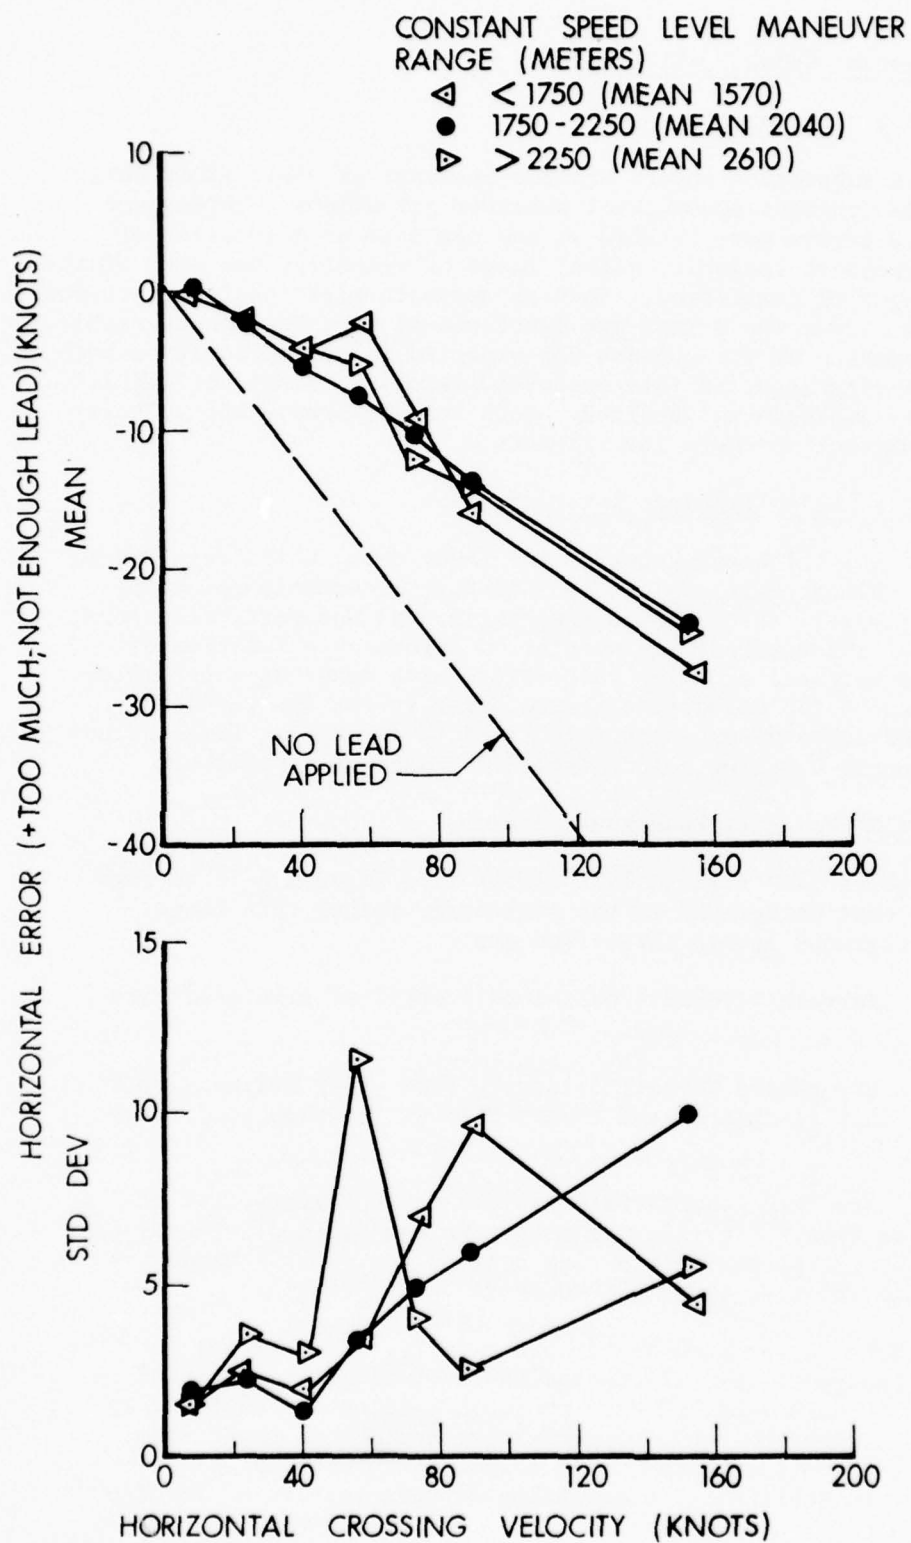 CONSTANT SPEED LEVEL MANEUVER
RANGE (METERS)
< 1750 (MEAN 1570)
1750-2250 (MEAN 2040)
> 2250 (MEAN 2610)
HORIZONTAL ERROR (+TOO MUCH;-NOT ENOUGH LEAD)(KNOTS)
MEAN
10
0
-10
-20
-30
-40
NO LEAD
APPLIED
0 40 80 120 160 200
STD DEV
15
10
5
0
0 40 80 120 160 200
HORIZONTAL CROSSING VELOCITY (KNOTS)